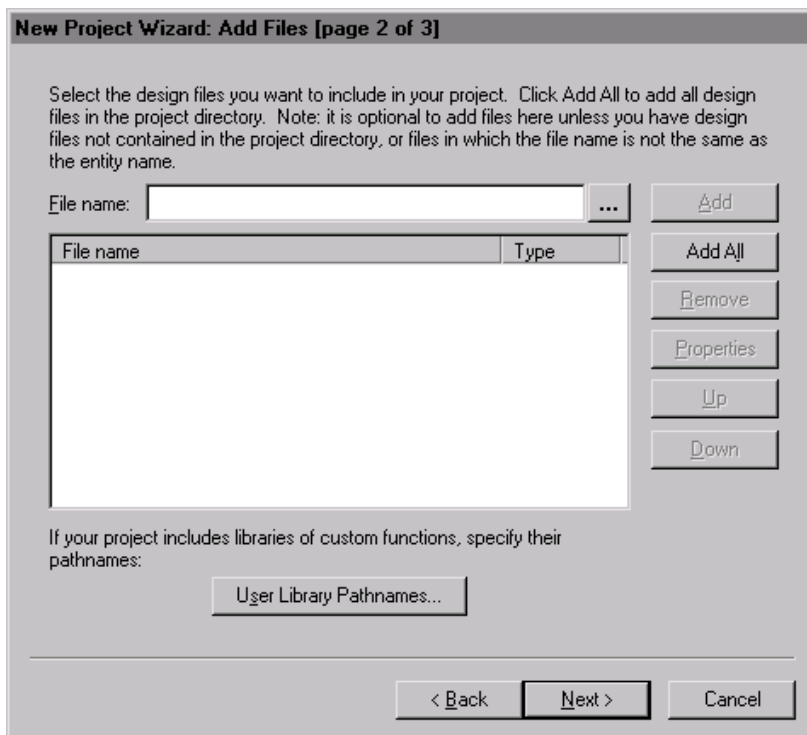 New Project Wizard: Add Files [page 2 of 3]
Select the design files you want to include in your project. Click Add All to add all design
files in the project directory. Note: it is optional to add files here unless you have design
files not contained in the project directory, or files in which the file name is not the same as
the entity name.
File name: ... Add
File name Type Add All
Remove
Properties
Up
Down
If your project includes libraries of custom functions, specify their
pathnames:
User Library Pathnames...
< Back Next > Cancel